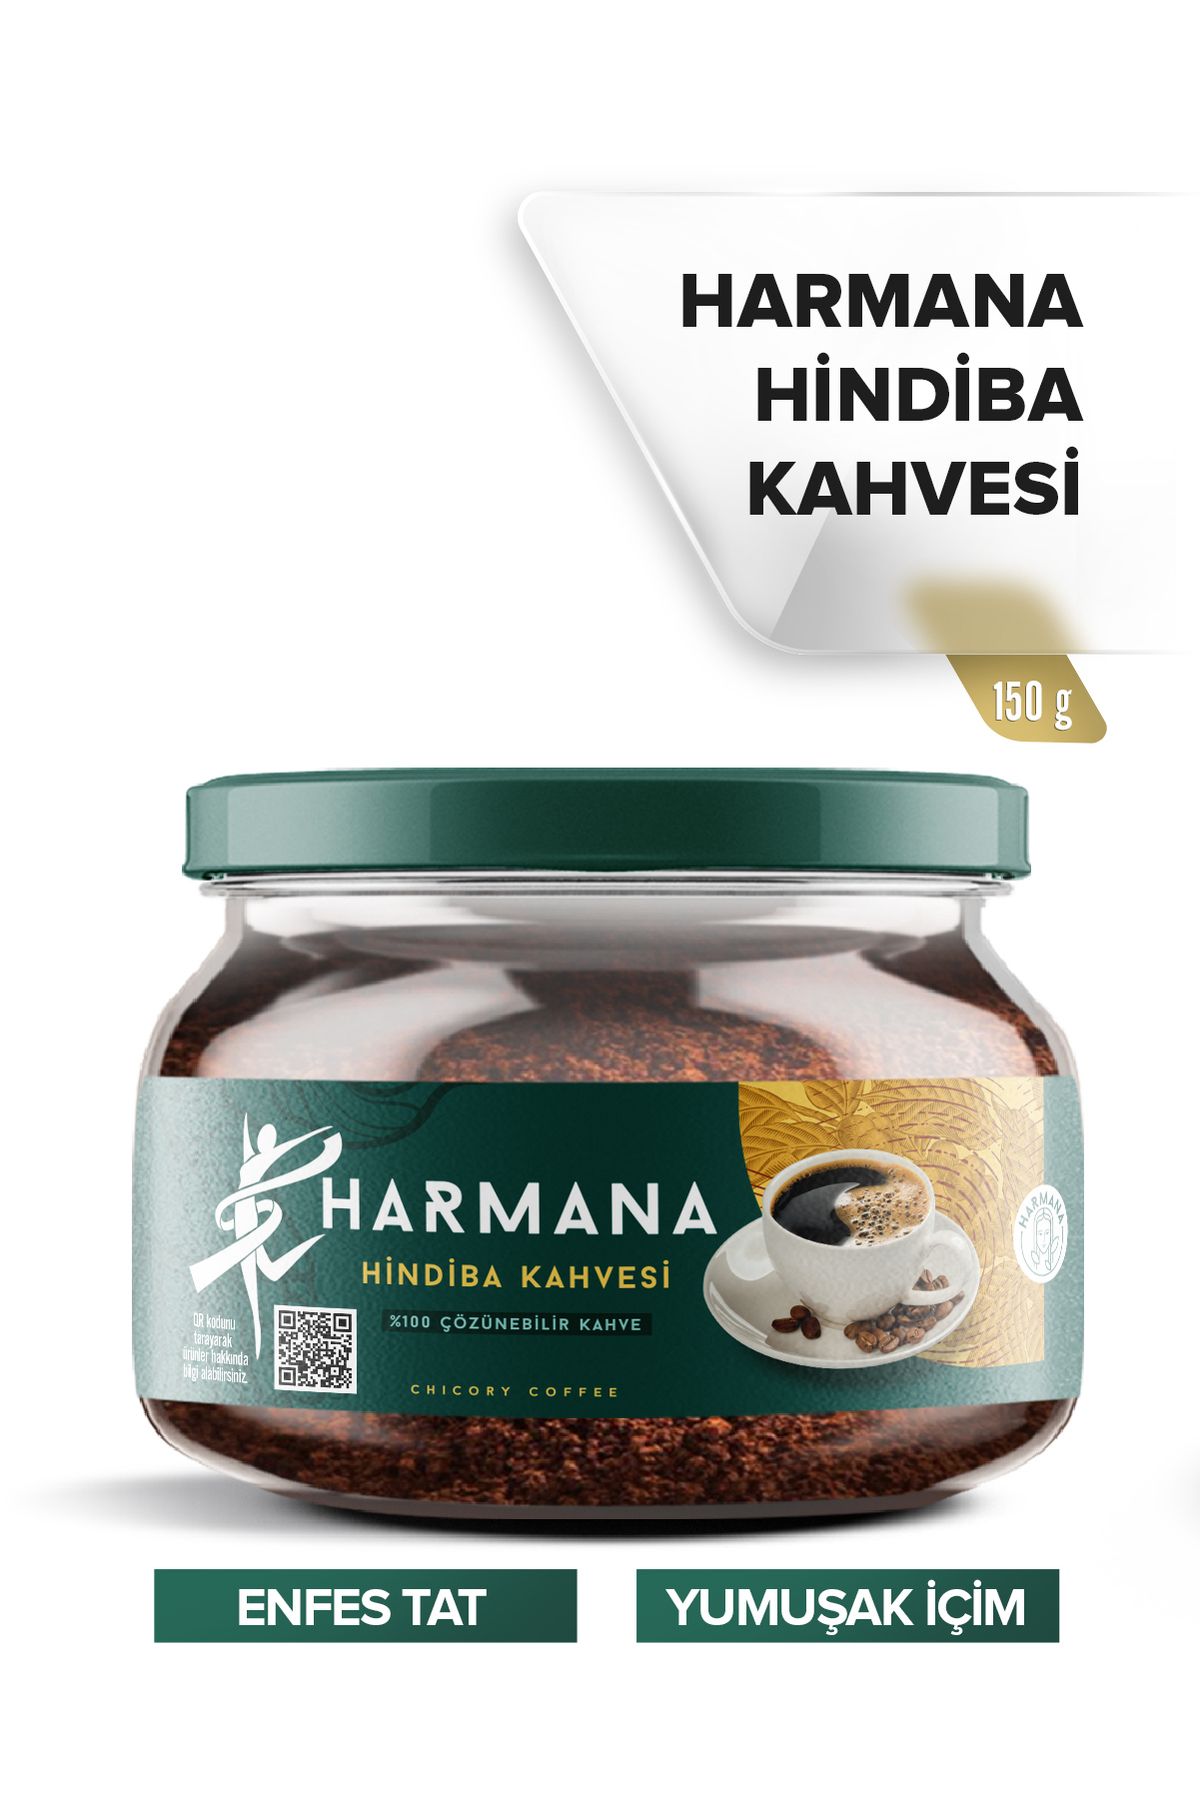 HARMANA
HİNDİBA
KAHVESİ
150 g
HARMANA
HİNDİBA KAHVESİ
%100 ÇÖZÜNEBİLİR KAHVE
CHICORY COFFEE
QR kodunu
tarayarak
ürünler hakkında
bilgi alabilirsiniz.
HARMANA
ENFES TAT
YUMUŞAK İÇİM